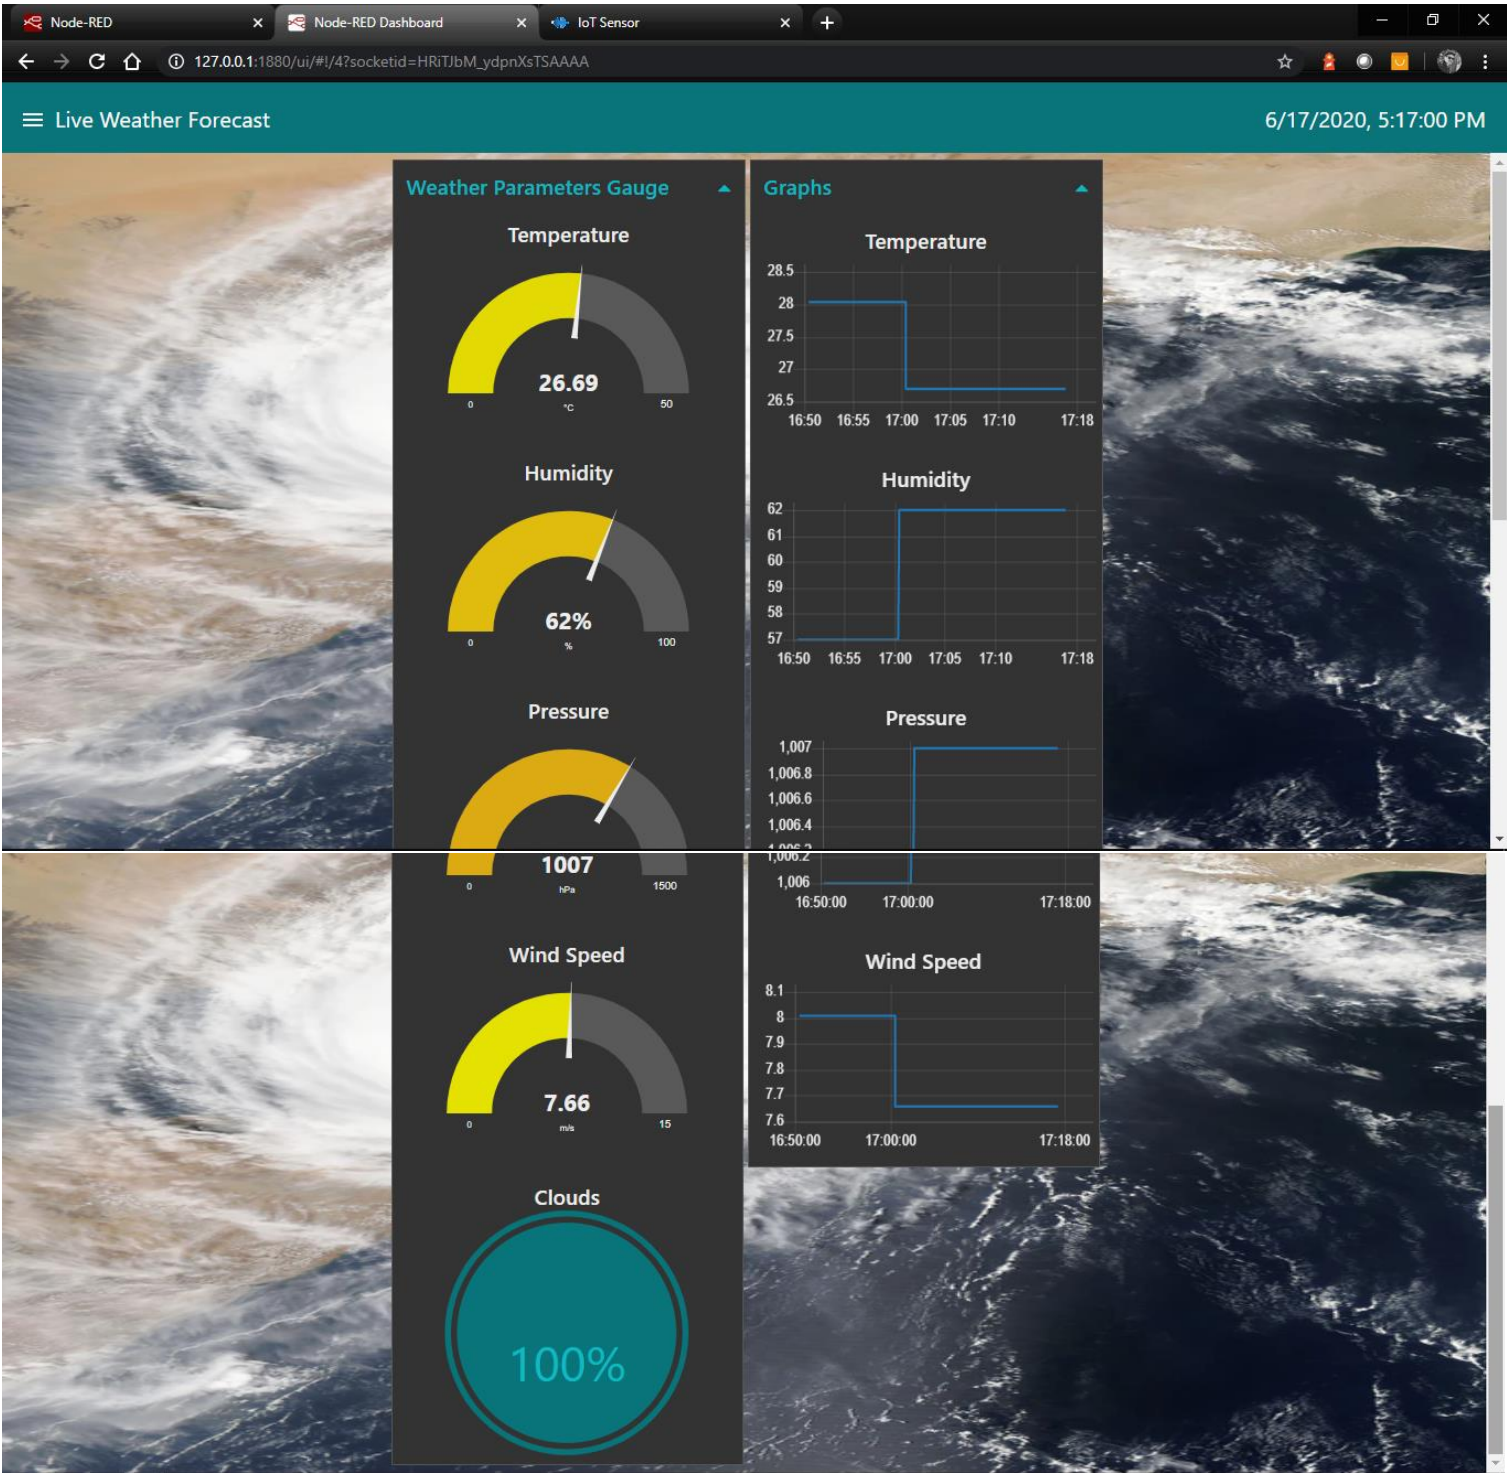 Node-RED
Node-RED Dashboard
IoT Sensor
127.0.0.1:1880/ui/#!/4?socketid=HRiTJbM_ydpnXsTSAAAA
Live Weather Forecast
6/17/2020, 5:17:00 PM
Weather Parameters Gauge
Temperature
26.69
0
°C
50
Humidity
62%
0
%
100
Pressure
1007
0
hPa
1500
Wind Speed
7.66
0
m/s
15
Clouds
100%
Graphs
Temperature
28.5
28
27.5
27
26.5
16:50 16:55 17:00 17:05 17:10 17:18
Humidity
62
61
60
59
58
57
16:50 16:55 17:00 17:05 17:10 17:18
Pressure
1,007
1,006.8
1,006.6
1,006.4
1,006.2
1,006
16:50:00 17:00:00 17:18:00
Wind Speed
8.1
8
7.9
7.8
7.7
7.6
16:50:00 17:00:00 17:18:00